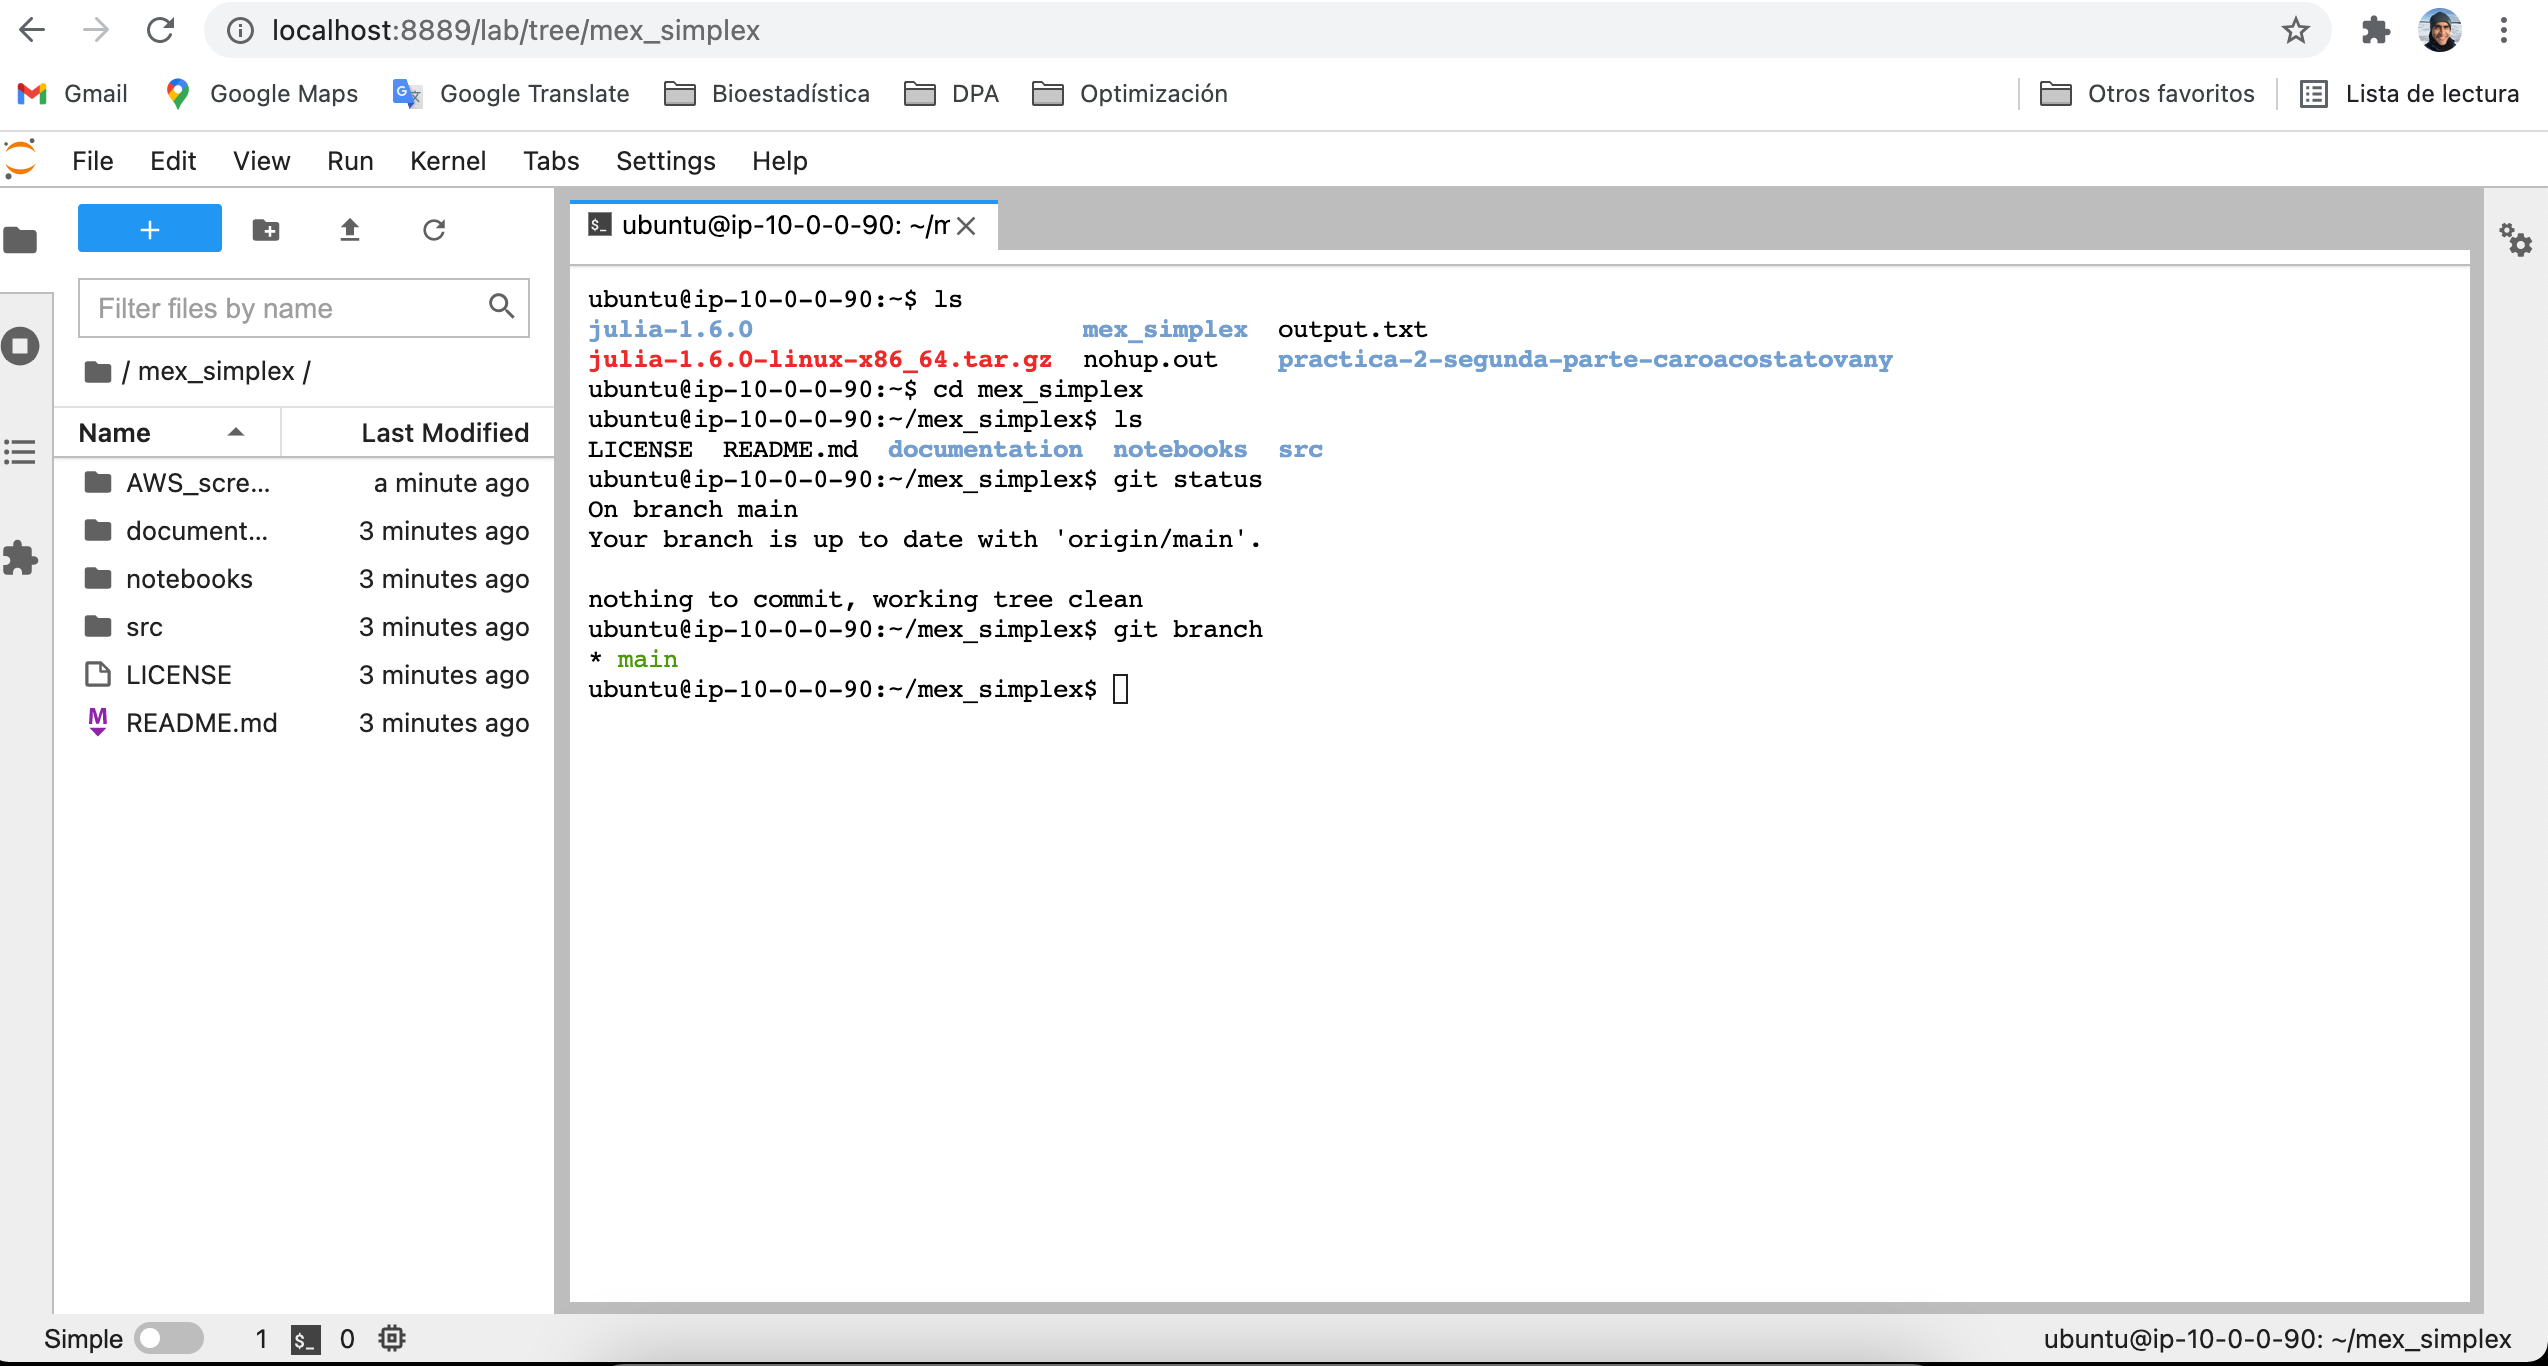 localhost:8889/lab/tree/mex_simplex
Gmail Google Maps Google Translate Bioestadística DPA Optimización Otros favoritos Lista de lectura
File Edit View Run Kernel Tabs Settings Help
+
Filter files by name
/ mex_simplex /
Name Last Modified
AWS_scre... a minute ago
document... 3 minutes ago
notebooks 3 minutes ago
src 3 minutes ago
LICENSE 3 minutes ago
README.md 3 minutes ago
ubuntu@ip-10-0-0-90: ~/m
ubuntu@ip-10-0-0-90:~$ ls
julia-1.6.0 mex_simplex output.txt
julia-1.6.0-linux-x86_64.tar.gz nohup.out practica-2-segunda-parte-caroacostatovany
ubuntu@ip-10-0-0-90:~$ cd mex_simplex
ubuntu@ip-10-0-0-90:~/mex_simplex$ ls
LICENSE README.md documentation notebooks src
ubuntu@ip-10-0-0-90:~/mex_simplex$ git status
On branch main
Your branch is up to date with 'origin/main'.
nothing to commit, working tree clean
ubuntu@ip-10-0-0-90:~/mex_simplex$ git branch
* main
ubuntu@ip-10-0-0-90:~/mex_simplex$
Simple 1 $_ 0 ubuntu@ip-10-0-0-90: ~/mex_simplex